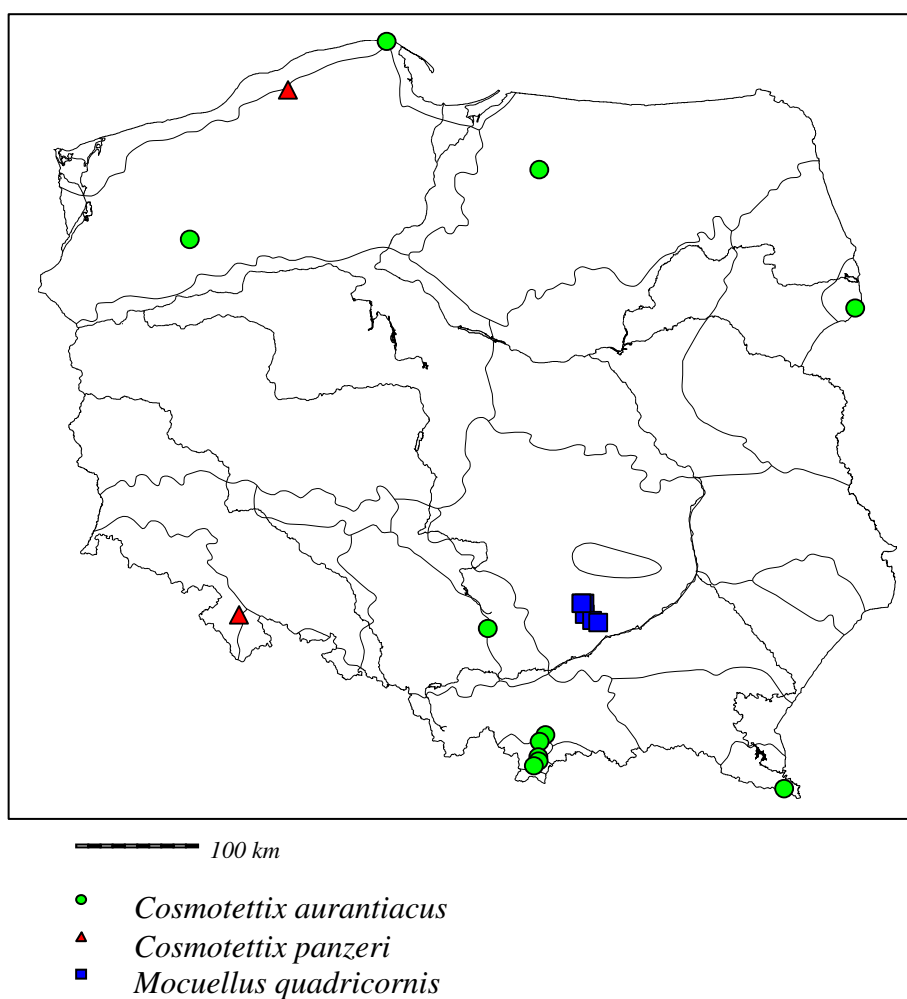 100 km
Cosmotettix aurantiacus
Cosmotettix panzeri
Mocuellus quadricornis